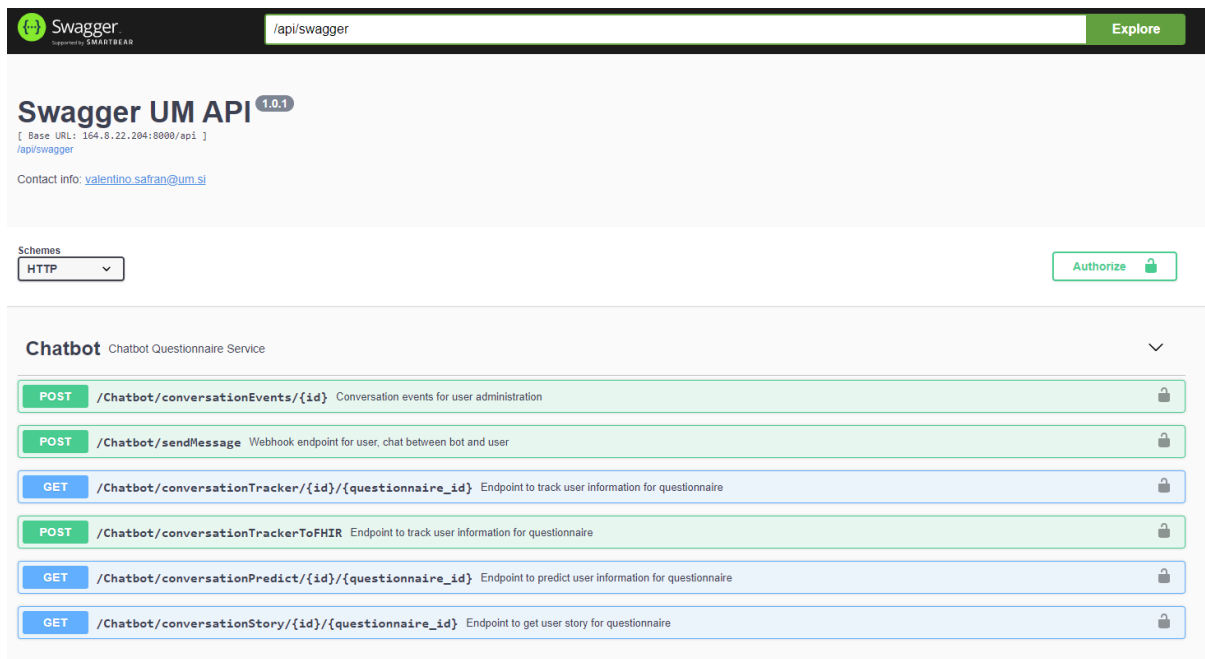 Swagger.
Supported by SMARTBEAR
/api/swagger
Explore
Swagger UM API 1.0.1
[ Base URL: 164.8.22.204:8000/api ]
/api/swagger
Contact info: valentino.safran@um.si
Schemes
HTTP
Authorize
Chatbot Chatbot Questionnaire Service
POST /Chatbot/conversationEvents/{id} Conversation events for user administration
POST /Chatbot/sendMessage Webhook endpoint for user, chat between bot and user
GET /Chatbot/conversationTracker/{id}/{questionnaire_id} Endpoint to track user information for questionnaire
POST /Chatbot/conversationTrackerToFHIR Endpoint to track user information for questionnaire
GET /Chatbot/conversationPredict/{id}/{questionnaire_id} Endpoint to predict user information for questionnaire
GET /Chatbot/conversationStory/{id}/{questionnaire_id} Endpoint to get user story for questionnaire